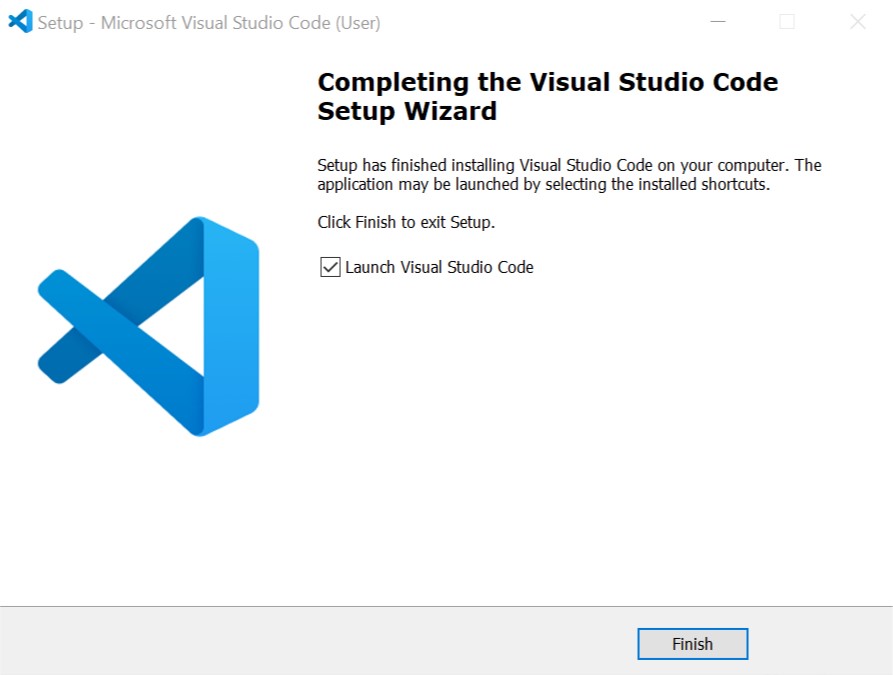 Setup - Microsoft Visual Studio Code (User)
Completing the Visual Studio Code
Setup Wizard
Setup has finished installing Visual Studio Code on your computer. The
application may be launched by selecting the installed shortcuts.
Click Finish to exit Setup.
Launch Visual Studio Code
Finish